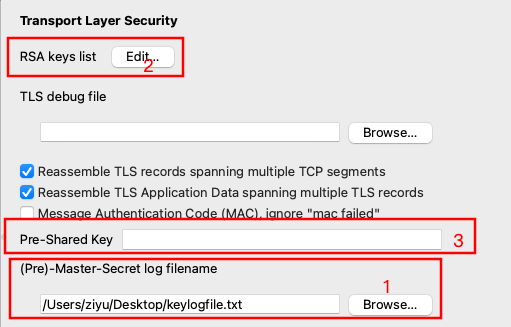 Transport Layer Security
RSA keys list Edit... 2
TLS debug file
Browse...
Reassemble TLS records spanning multiple TCP segments
Reassemble TLS Application Data spanning multiple TLS records
Message Authentication Code (MAC), ignore "mac failed"
Pre-Shared Key 3
(Pre)-Master-Secret log filename
1
/Users/ziyu/Desktop/keylogfile.txt Browse...